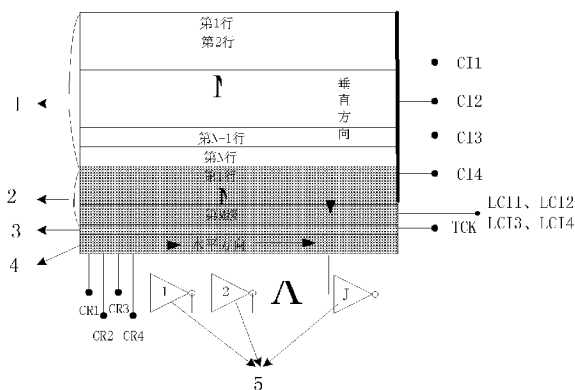 第1行
第2行
垂直方向
第N-1行
第N行
第1行
水平方向
CI1
CI2
CI3
CI4
LCI1、LCI2
LCI3、LCI4
TCK
1
2
3
4
CR1
CR3
CR2
CR4
1
2
J
5